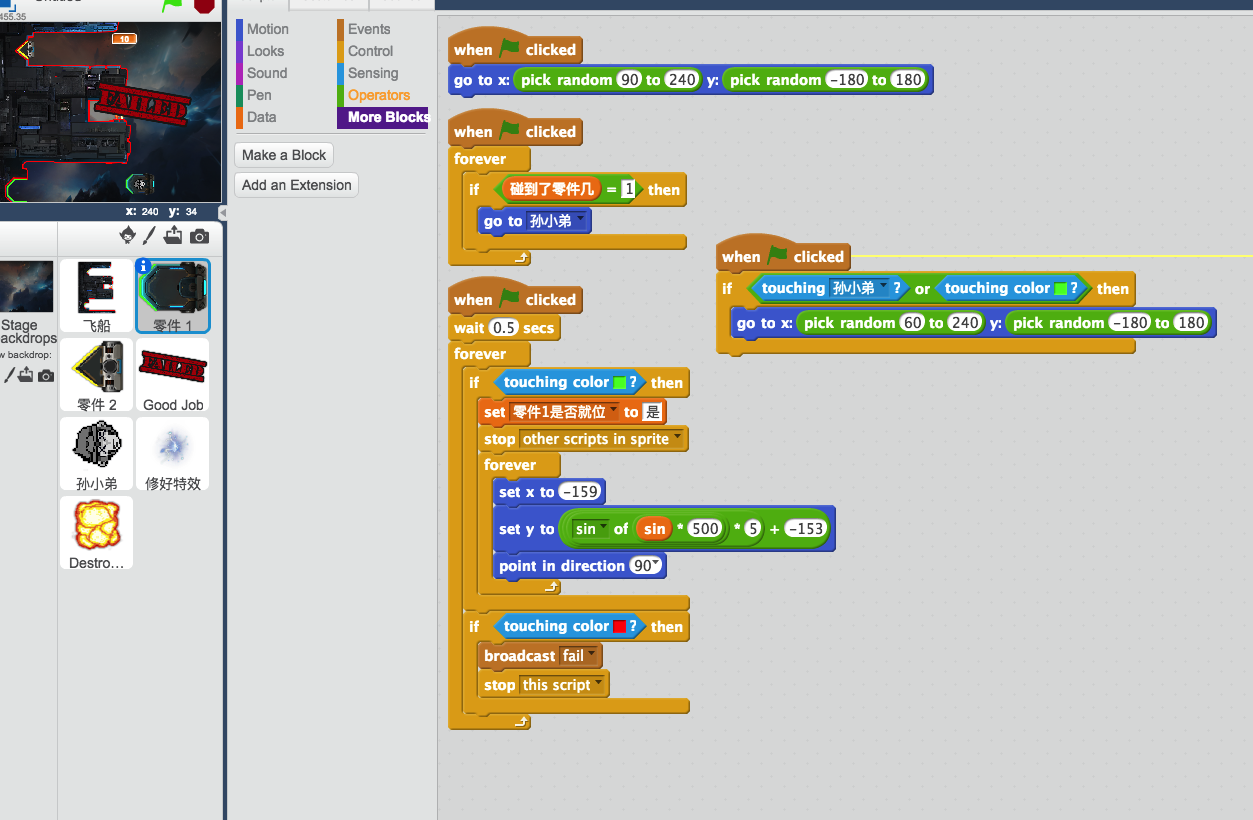 455.35
10
FAILED
x: 240 y: 34
Stage
ackdrops
w backdrop:
飞船
零件 1
零件 2
Good Job
孙小弟
修好特效
Destro...
Motion
Looks
Sound
Pen
Data
Events
Control
Sensing
Operators
More Blocks
Make a Block
Add an Extension
when clicked
go to x: pick random 90 to 240 y: pick random -180 to 180
when clicked
forever
if 碰到了零件几 = 1 then
go to 孙小弟
when clicked
wait 0.5 secs
forever
if touching color ? then
set 零件1是否就位 to 是
stop other scripts in sprite
forever
set x to -159
set y to sin of sin * 500 * 5 + -153
point in direction 90
if touching color ? then
broadcast fail
stop this script
when clicked
if touching 孙小弟 ? or touching color ? then
go to x: pick random 60 to 240 y: pick random -180 to 180